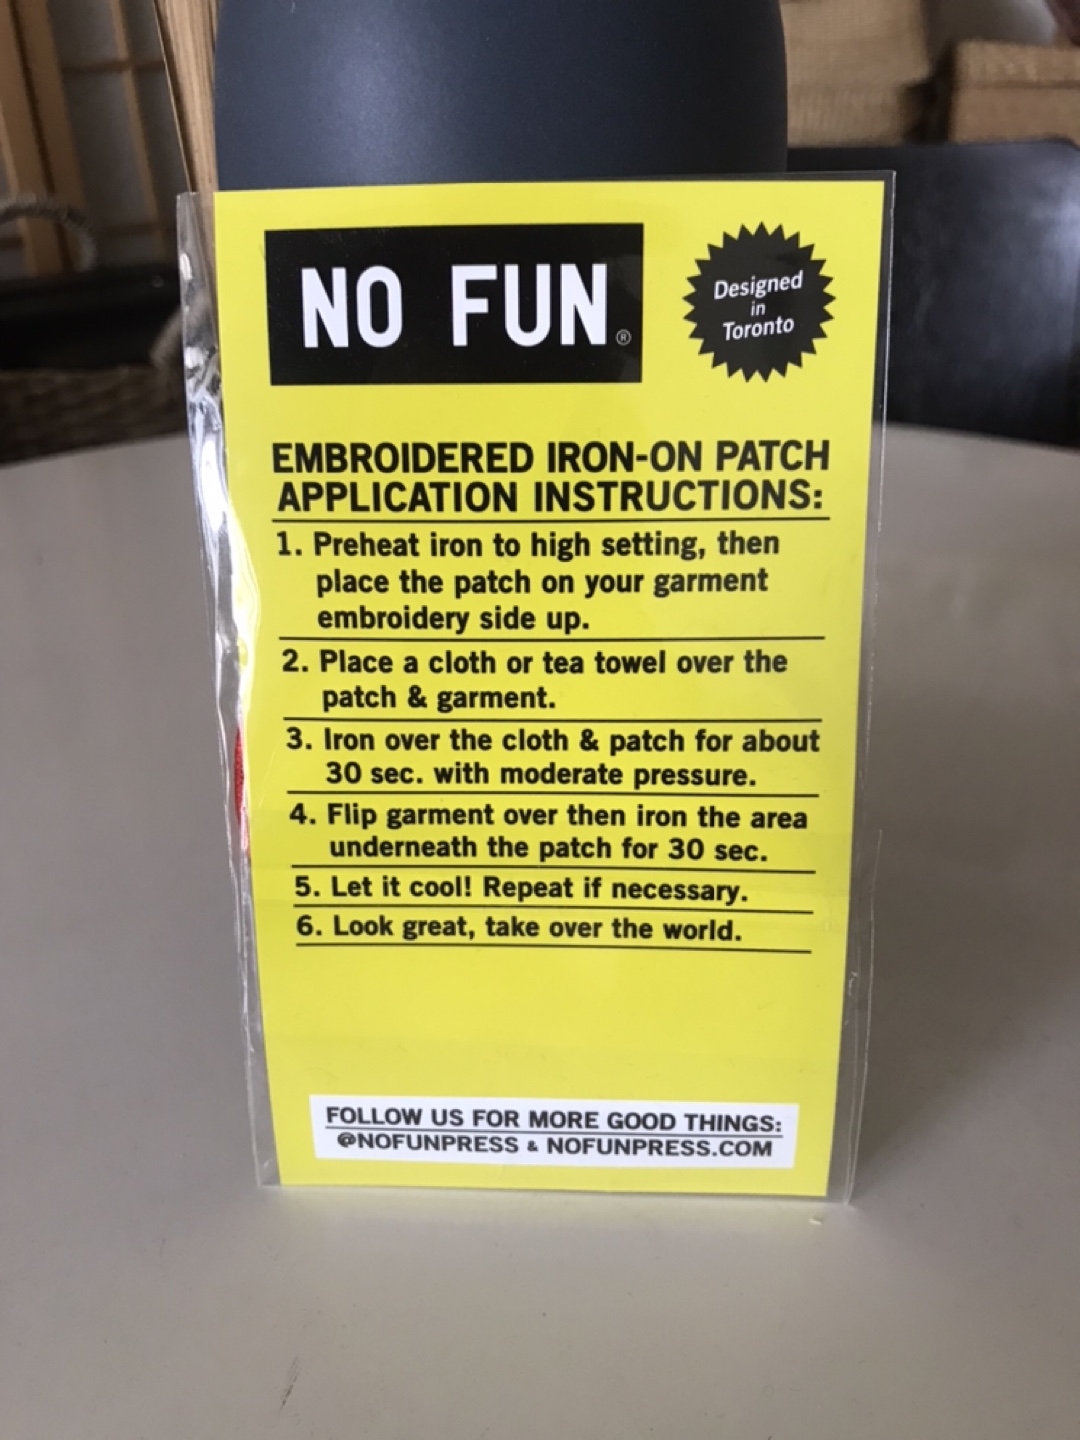 NO FUN®
Designed
in
Toronto
EMBROIDERED IRON-ON PATCH
APPLICATION INSTRUCTIONS:
1. Preheat iron to high setting, then
place the patch on your garment
embroidery side up.
2. Place a cloth or tea towel over the
patch & garment.
3. Iron over the cloth & patch for about
30 sec. with moderate pressure.
4. Flip garment over then iron the area
underneath the patch for 30 sec.
5. Let it cool! Repeat if necessary.
6. Look great, take over the world.
FOLLOW US FOR MORE GOOD THINGS:
@NOFUNPRESS & NOFUNPRESS.COM